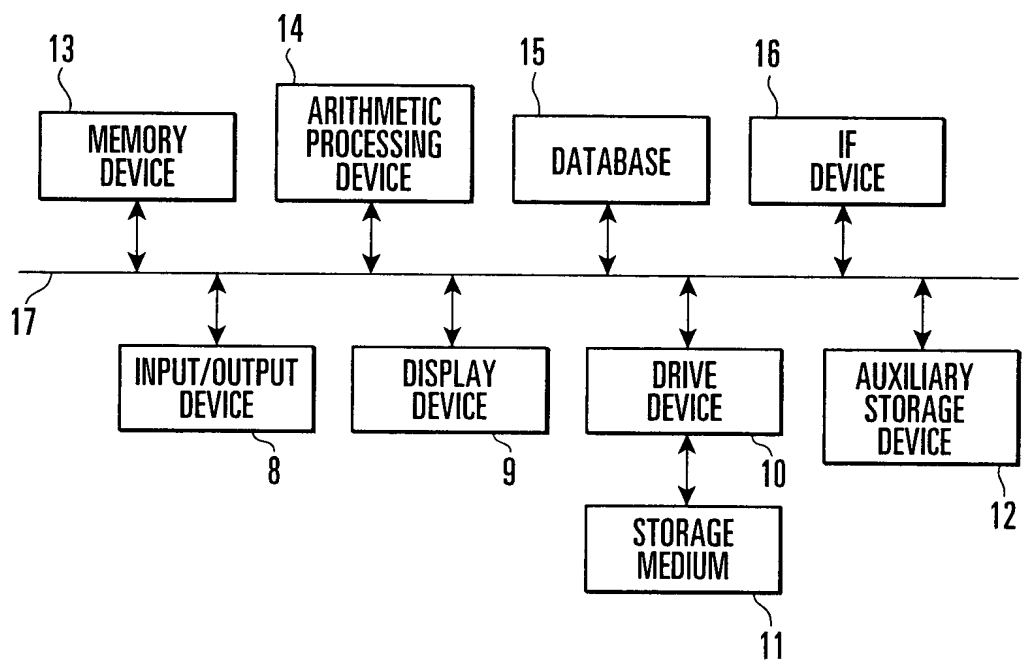 13
14
15
16
MEMORY
DEVICE
ARITHMETIC
PROCESSING
DEVICE
DATABASE
IF
DEVICE
17
INPUT/OUTPUT
DEVICE
DISPLAY
DEVICE
DRIVE
DEVICE
AUXILIARY
STORAGE
DEVICE
8
9
10
12
STORAGE
MEDIUM
11